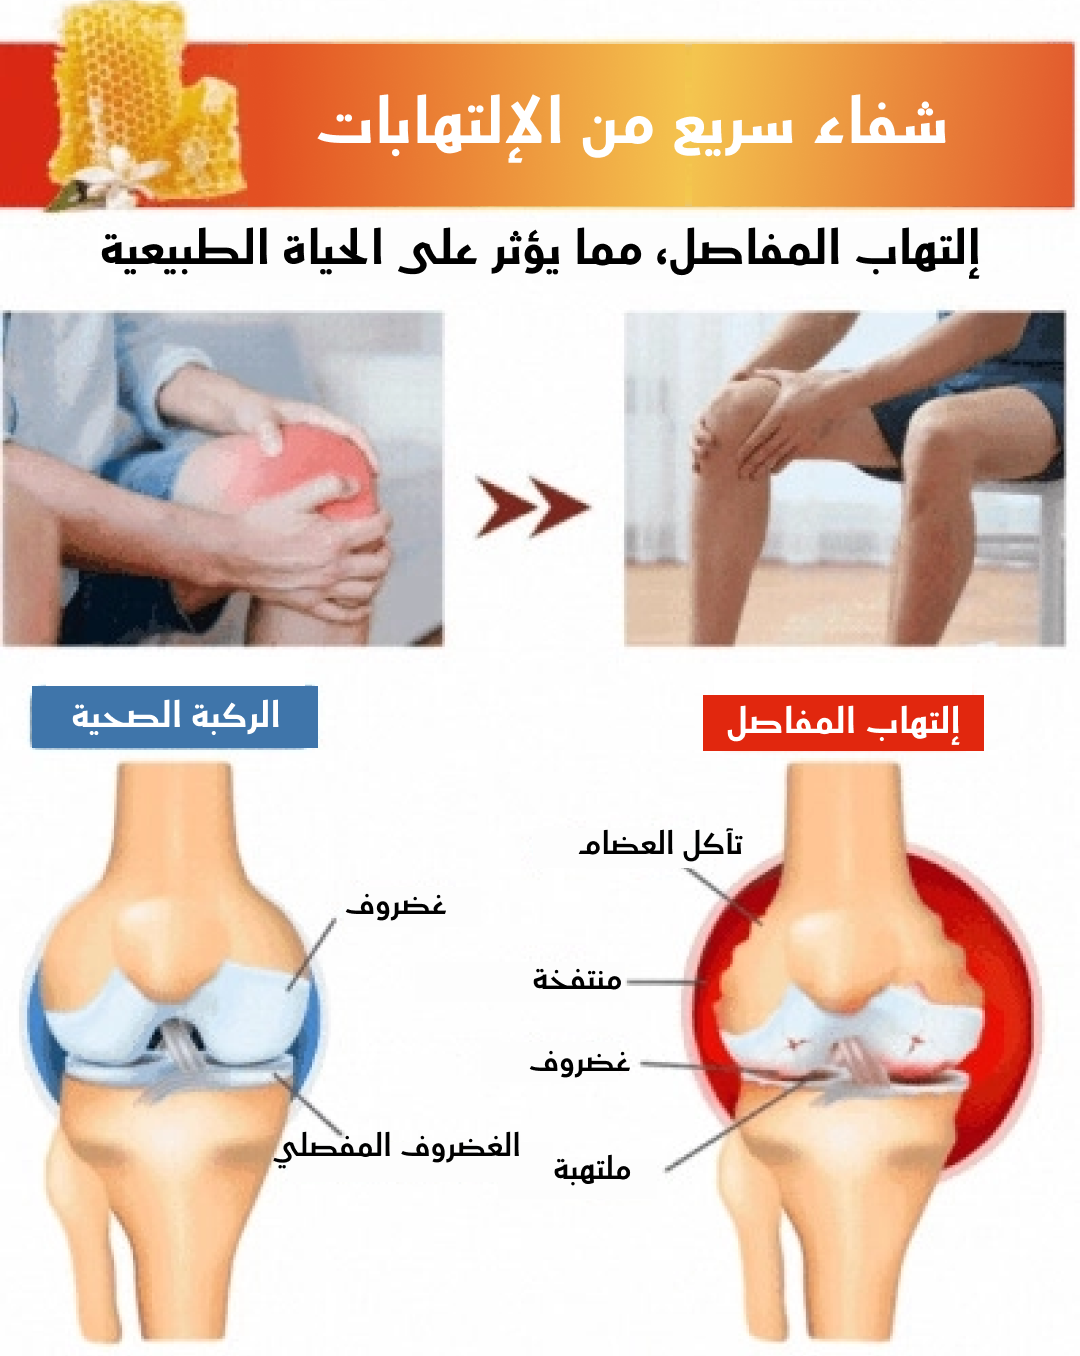 شفاء سريع من الإلتهابات
إلتهاب المفاصل، مما يؤثر على الحياة الطبيعية
إلتهاب المفاصل
الركبة الصحية
تآكل العضام
غضروف
منتفخة
غضروف
الغضروف المفصلي
ملتهبة